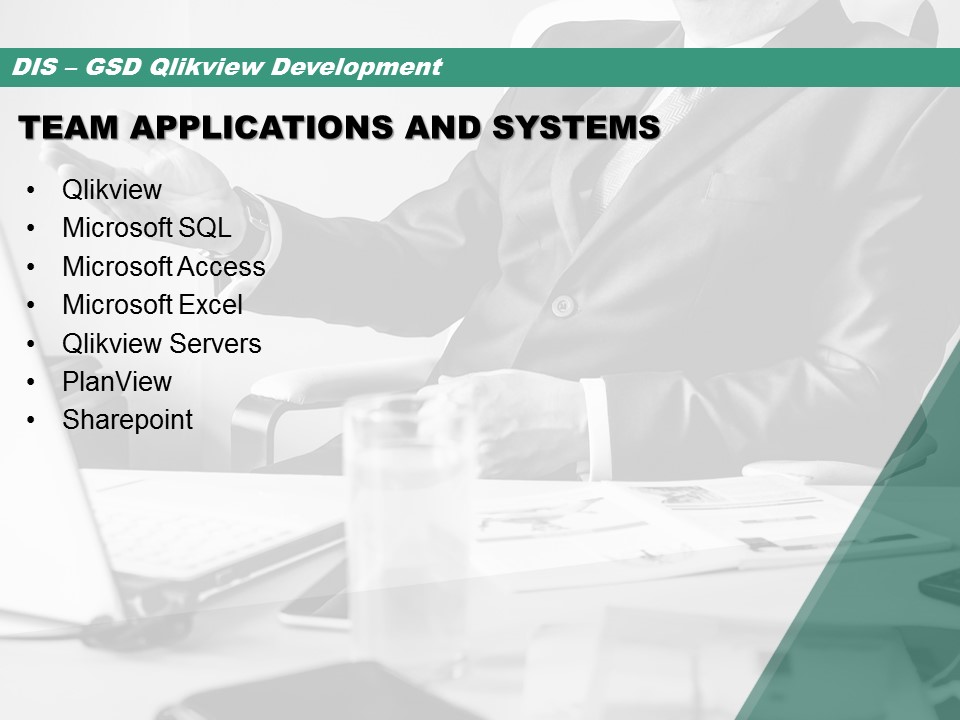 DIS – GSD Qlikview Development
TEAM APPLICATIONS AND SYSTEMS
• Qlikview
• Microsoft SQL
• Microsoft Access
• Microsoft Excel
• Qlikview Servers
• PlanView
• Sharepoint